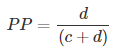 PP = d / (c + d)